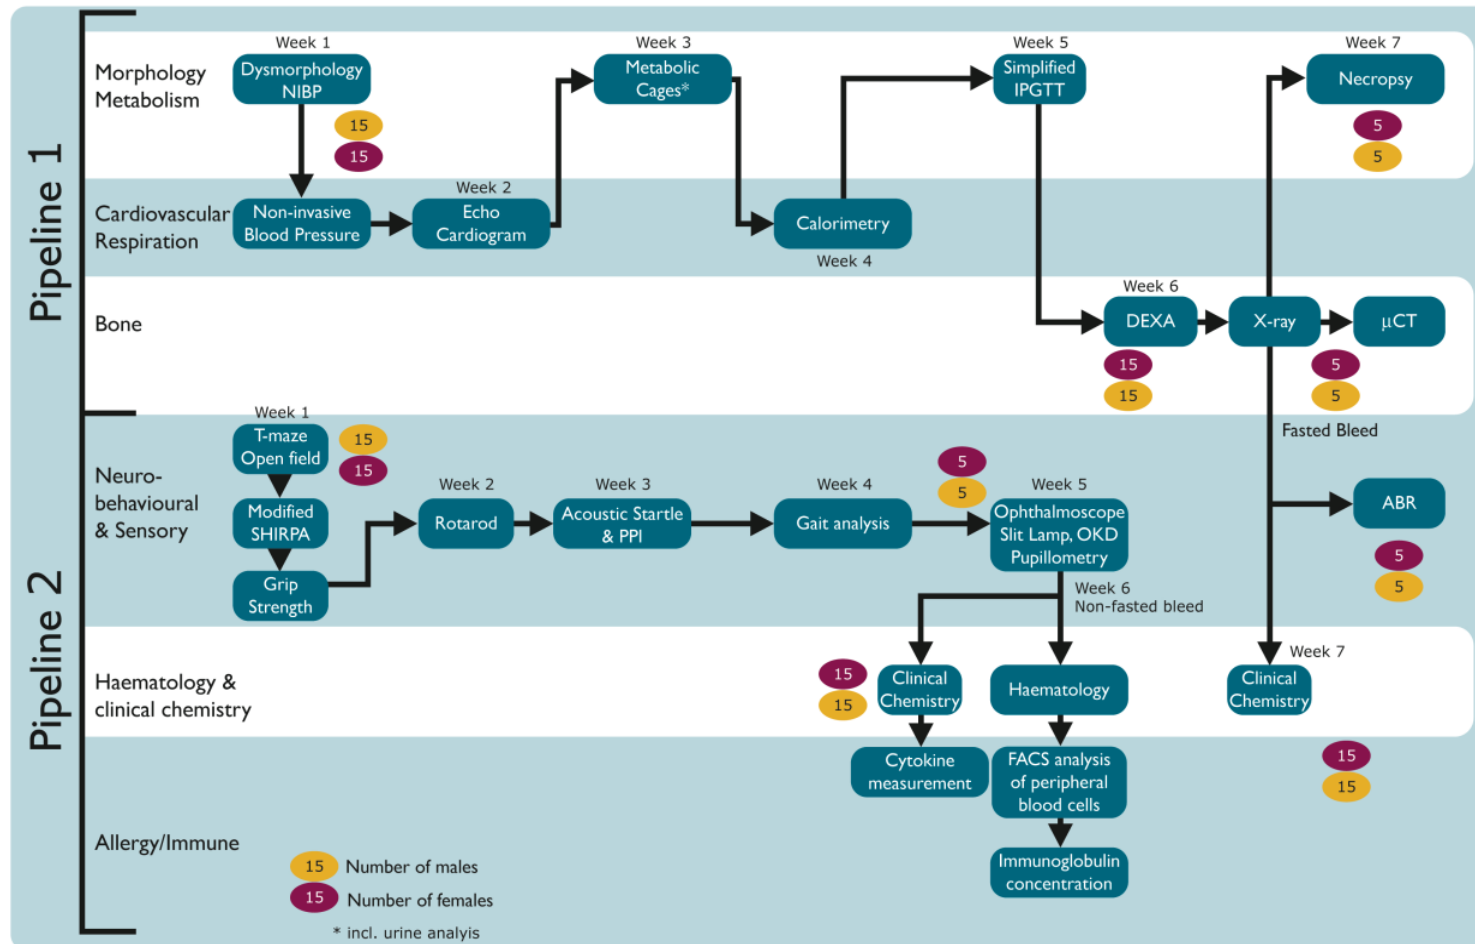 Pipeline 1
Morphology
Metabolism
Week 1
Dysmorphology
NIBP
15
15
Week 3
Metabolic
Cages*
Week 5
Simplified
IPGTT
Week 7
Necropsy
5
5
Cardiovascular
Respiration
Non-invasive
Blood Pressure
Week 2
Echo
Cardiogram
Calorimetry
Week 4
Bone
Week 6
DEXA
15
15
X-ray
μCT
5
5
Fasted Bleed
Pipeline 2
Neuro-
behavioural
& Sensory
Week 1
T-maze
Open field
15
15
Modified
SHIRPA
Grip
Strength
Week 2
Rotarod
Week 3
Acoustic Startle
& PPI
Week 4
Gait analysis
5
5
Week 5
Ophthalmoscope
Slit Lamp, OKD
Pupillometry
ABR
5
5
Week 6
Non-fasted bleed
Haematology &
clinical chemistry
15
15
Clinical
Chemistry
Haematology
Week 7
Clinical
Chemistry
15
15
Allergy/Immune
Cytokine
measurement
FACS analysis
of peripheral
blood cells
Immunoglobulin
concentration
15 Number of males
15 Number of females
* incl. urine analyis